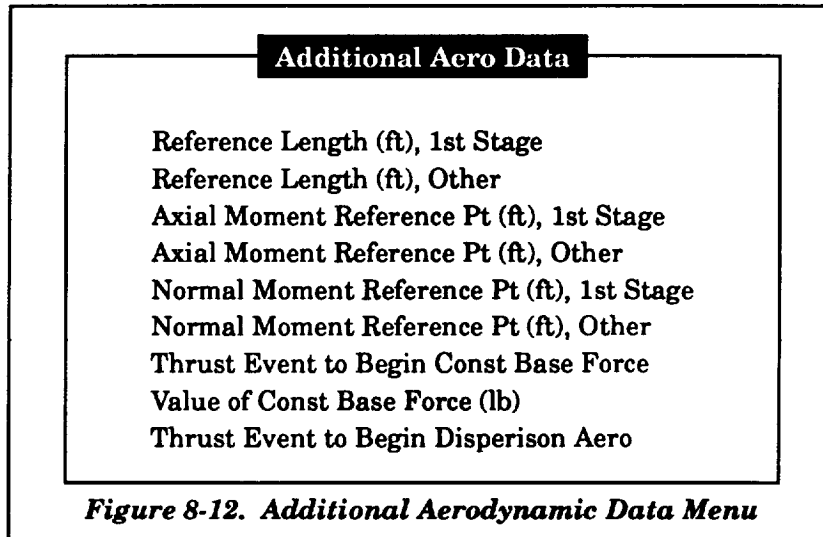 Additional Aero Data
Reference Length (ft), 1st Stage
Reference Length (ft), Other
Axial Moment Reference Pt (ft), 1st Stage
Axial Moment Reference Pt (ft), Other
Normal Moment Reference Pt (ft), 1st Stage
Normal Moment Reference Pt (ft), Other
Thrust Event to Begin Const Base Force
Value of Const Base Force (lb)
Thrust Event to Begin Disperison Aero
Figure 8-12. Additional Aerodynamic Data Menu